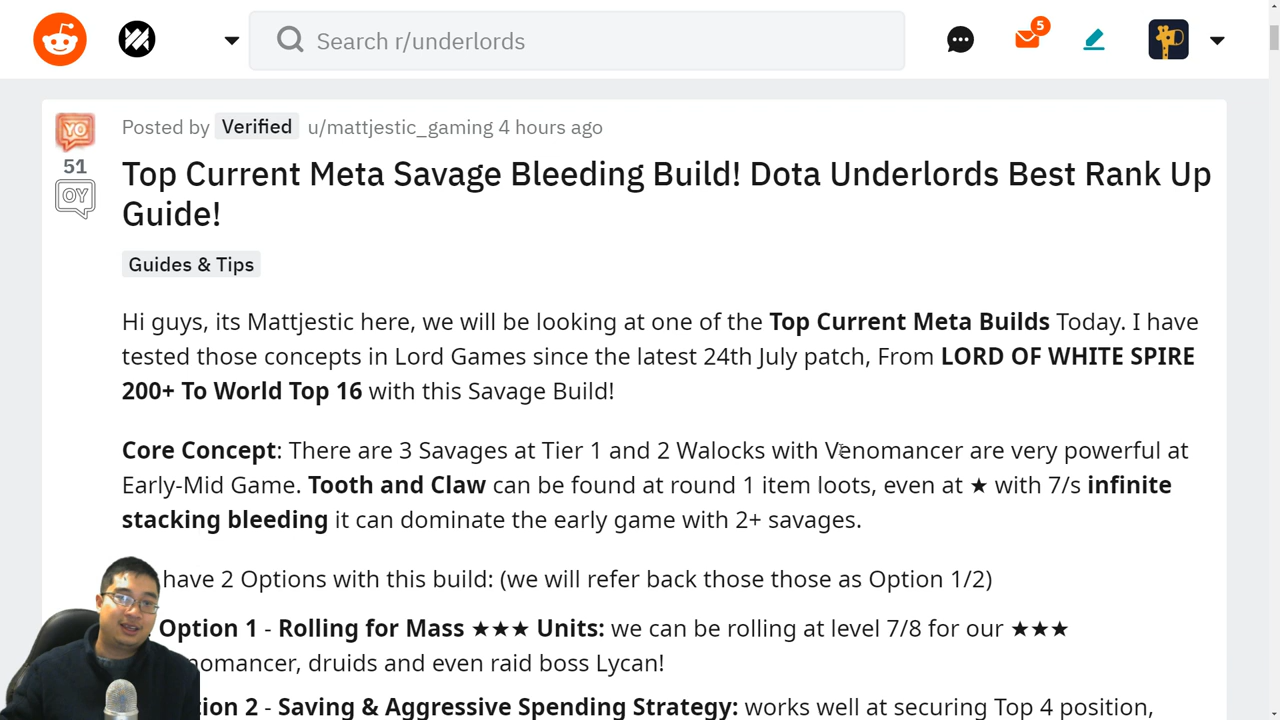 Search r/underlords
5
YO
Posted by Verified u/mattjestic_gaming 4 hours ago
51
OY
Top Current Meta Savage Bleeding Build! Dota Underlords Best Rank Up
Guide!
Guides & Tips
Hi guys, its Mattjestic here, we will be looking at one of the Top Current Meta Builds Today. I have
tested those concepts in Lord Games since the latest 24th July patch, From LORD OF WHITE SPIRE
200+ To World Top 16 with this Savage Build!
Core Concept: There are 3 Savages at Tier 1 and 2 Walocks with Venomancer are very powerful at
Early-Mid Game. Tooth and Claw can be found at round 1 item loots, even at ★ with 7/s infinite
stacking bleeding it can dominate the early game with 2+ savages.
have 2 Options with this build: (we will refer back those those as Option 1/2)
Option 1 - Rolling for Mass ★★★ Units: we can be rolling at level 7/8 for our ★★★
nomancer, druids and even raid boss Lycan!
tion 2 - Saving & Aggressive Spending Strategy: works well at securing Top 4 position,